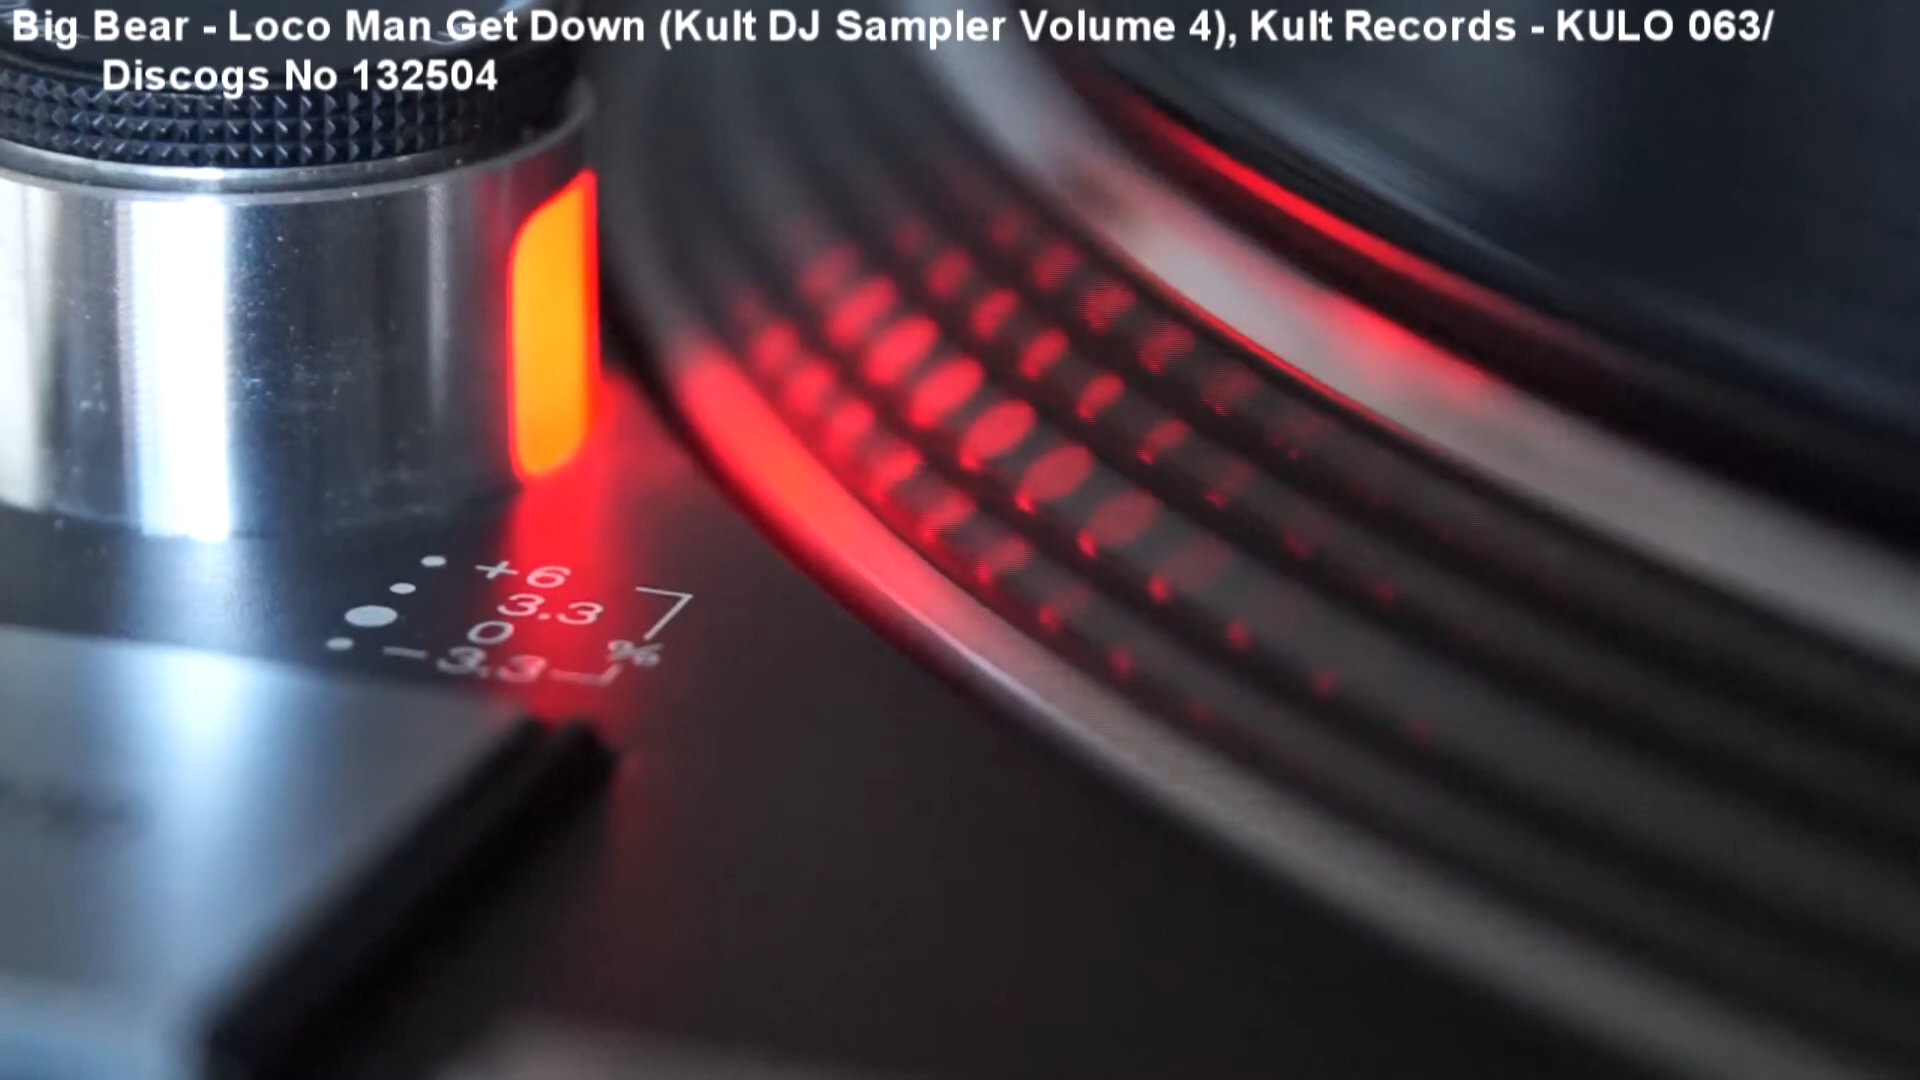 Big Bear - Loco Man Get Down (Kult DJ Sampler Volume 4), Kult Records - KULO 063/
Discogs No 132504
+6
3.3
0
%
-3.3